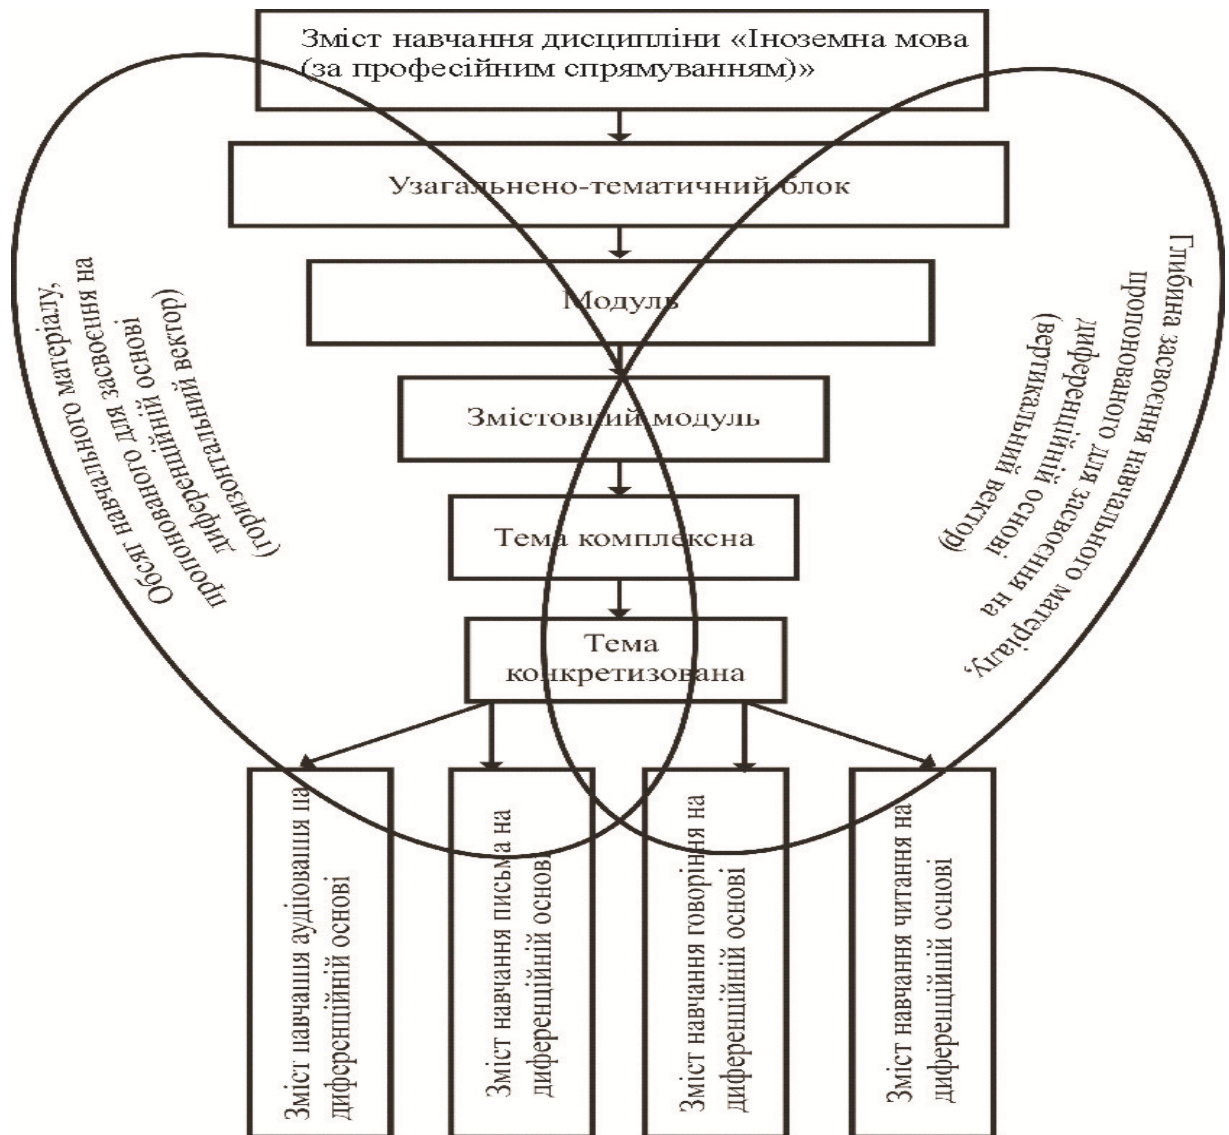 Зміст навчання дисципліни «Іноземна мова
(за професійним спрямуванням)»
Узагальнено-тематичний блок
Модуль
Змістовний модуль
Тема комплексна
Тема
конкретизована
Обсяг навчального матеріалу,
пропонованого для засвоєння на
диференційній основі
(горизонтальний вектор)
Глибина засвоєння навчального матеріалу,
пропонованого для засвоєння на
диференційній основі
(вертикальний вектор)
Зміст навчання аудіювання на
диференційній основі
Зміст навчання письма на
диференційній основі
Зміст навчання говоріння на
диференційній основі
Зміст навчання читання на
диференційній основі